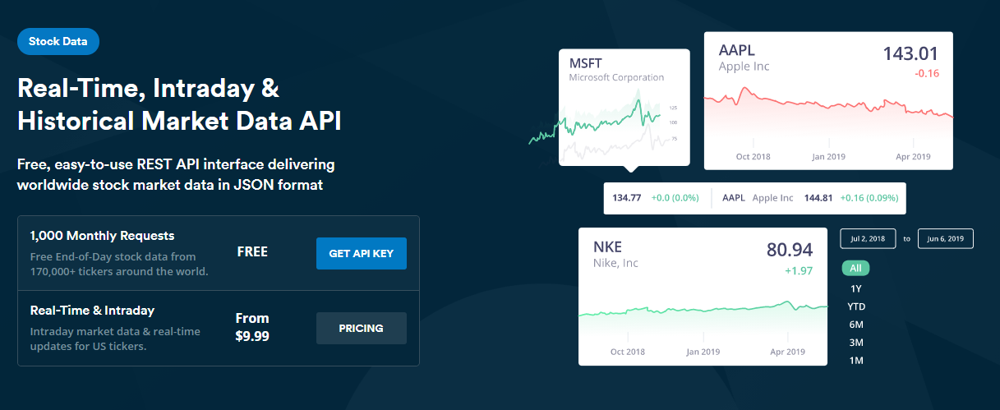 Stock Data
Real-Time, Intraday &
Historical Market Data API
Free, easy-to-use REST API interface delivering
worldwide stock market data in JSON format
1,000 Monthly Requests
Free End-of-Day stock data from
170,000+ tickers around the world.
FREE
GET API KEY
Real-Time & Intraday
Intraday market data & real-time
updates for US tickers.
From
$9.99
PRICING
MSFT
Microsoft Corporation
125
100
75
AAPL
Apple Inc
143.01
-0.16
Oct 2018 Jan 2019 Apr 2019
134.77 +0.0 (0.0%) AAPL Apple Inc 144.81 +0.16 (0.09%)
NKE
Nike, Inc
80.94
+1.97
Oct 2018 Jan 2019 Apr 2019
Jul 2, 2018 to Jun 6, 2019
All
1Y
YTD
6M
3M
1M